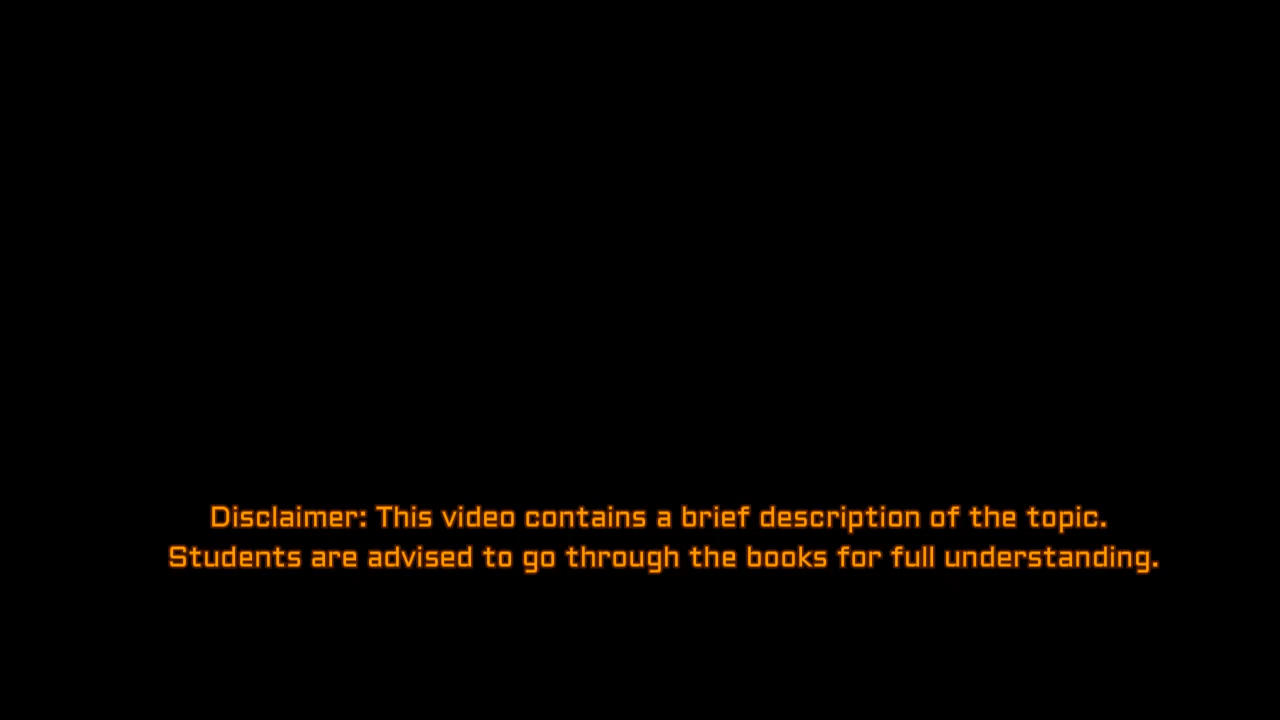 Disclaimer: This video contains a brief description of the topic.
Students are advised to go through the books for full understanding.